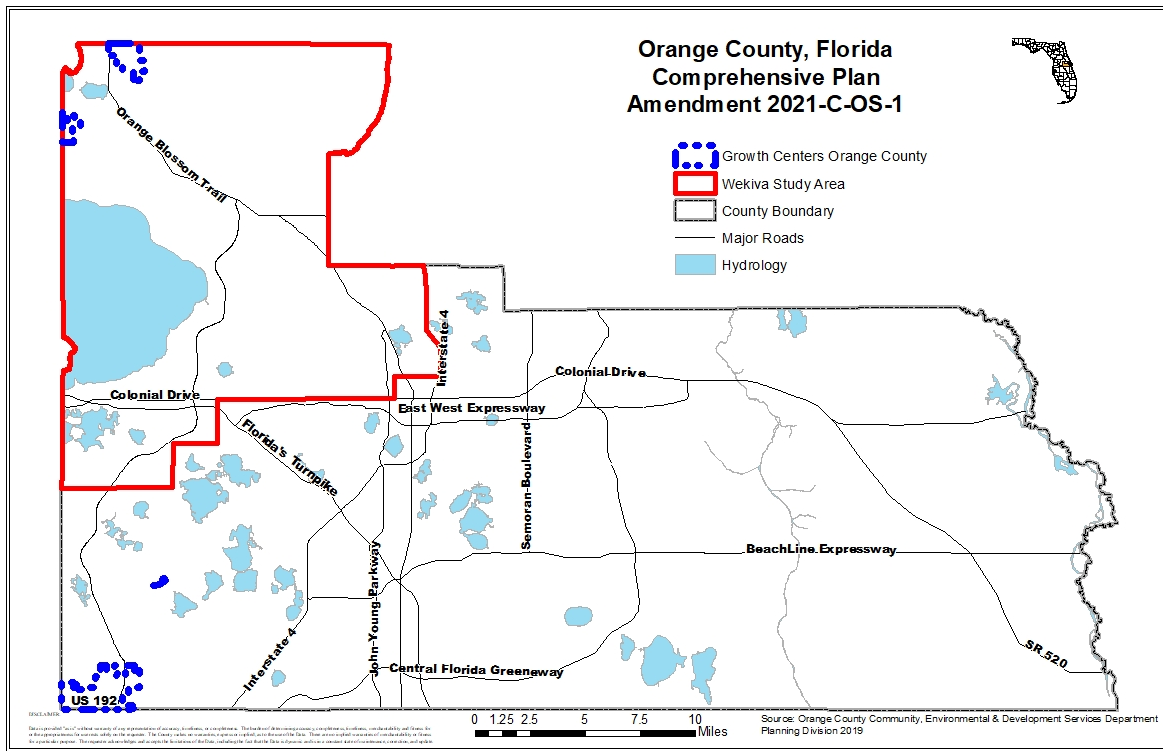 Orange County, Florida
Comprehensive Plan
Amendment 2021-C-OS-1
Growth Centers Orange County
Wekiva Study Area
County Boundary
Major Roads
Hydrology
Orange Blossom Trail
Interstate 4
Colonial Drive
Colonial Drive
East West Expressway
Florida's Turnpike
Semoran Boulevard
BeachLine Expressway
John Young Parkway
Interstate 4
Central Florida Greeneway
SR 520
US 192
0 1.25 2.5 5 7.5 10
Miles
Source: Orange County Community, Environmental & Development Services Department
Planning Division 2019
DISCLAIMER: